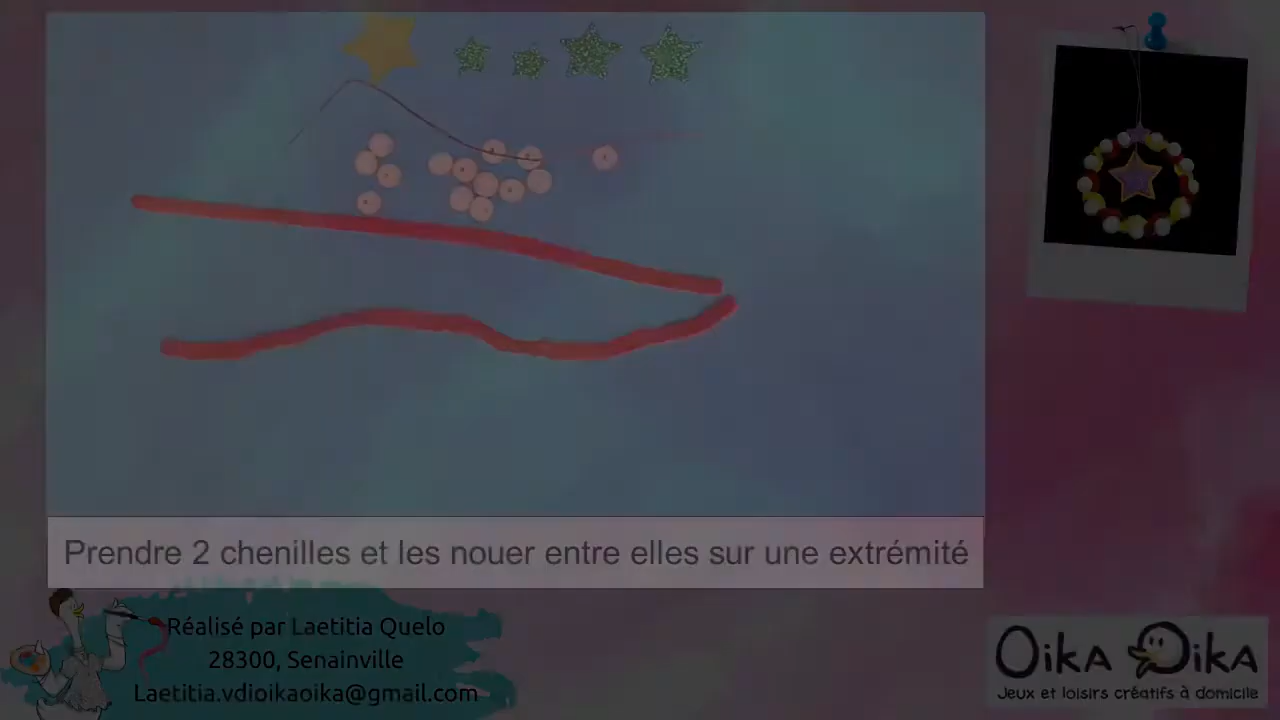 Prendre 2 chenilles et les nouer entre elles sur une extrémité
Réalisé par Laetitia Quelo
28300, Senainville
Laetitia.vdioikaoika@gmail.com
OikA OikA
Jeux et loisirs créatifs à domicile